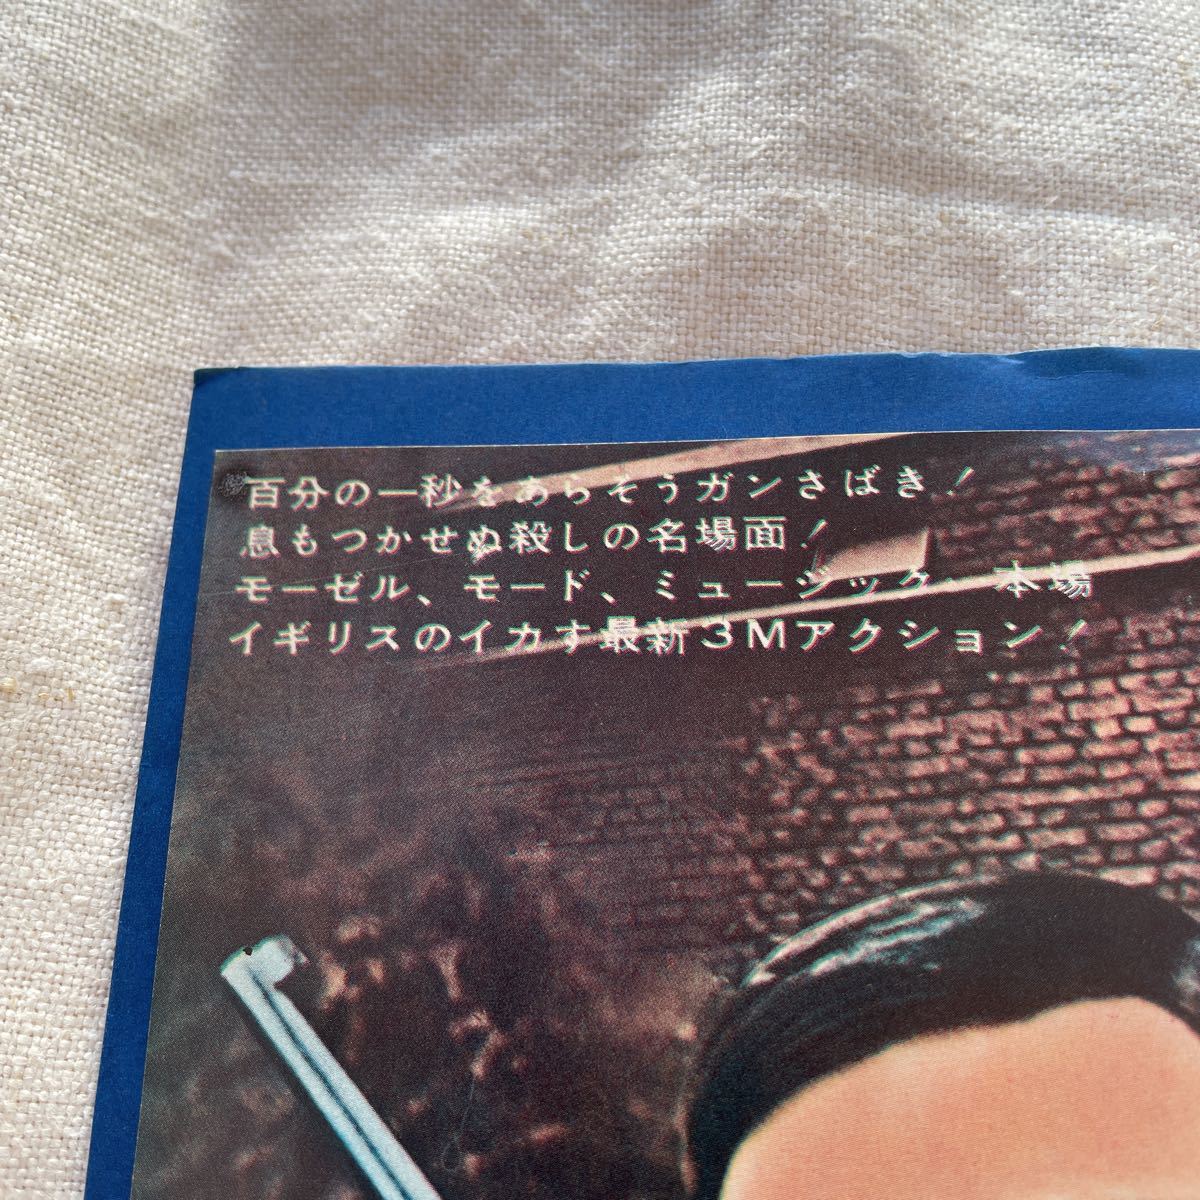 百分の一秒をあらそうガンさばき！
息もつかせぬ殺しの名場面！
モーゼル、モード、ミュージック、本場
イギリスのイカす最新３Ｍアクション！